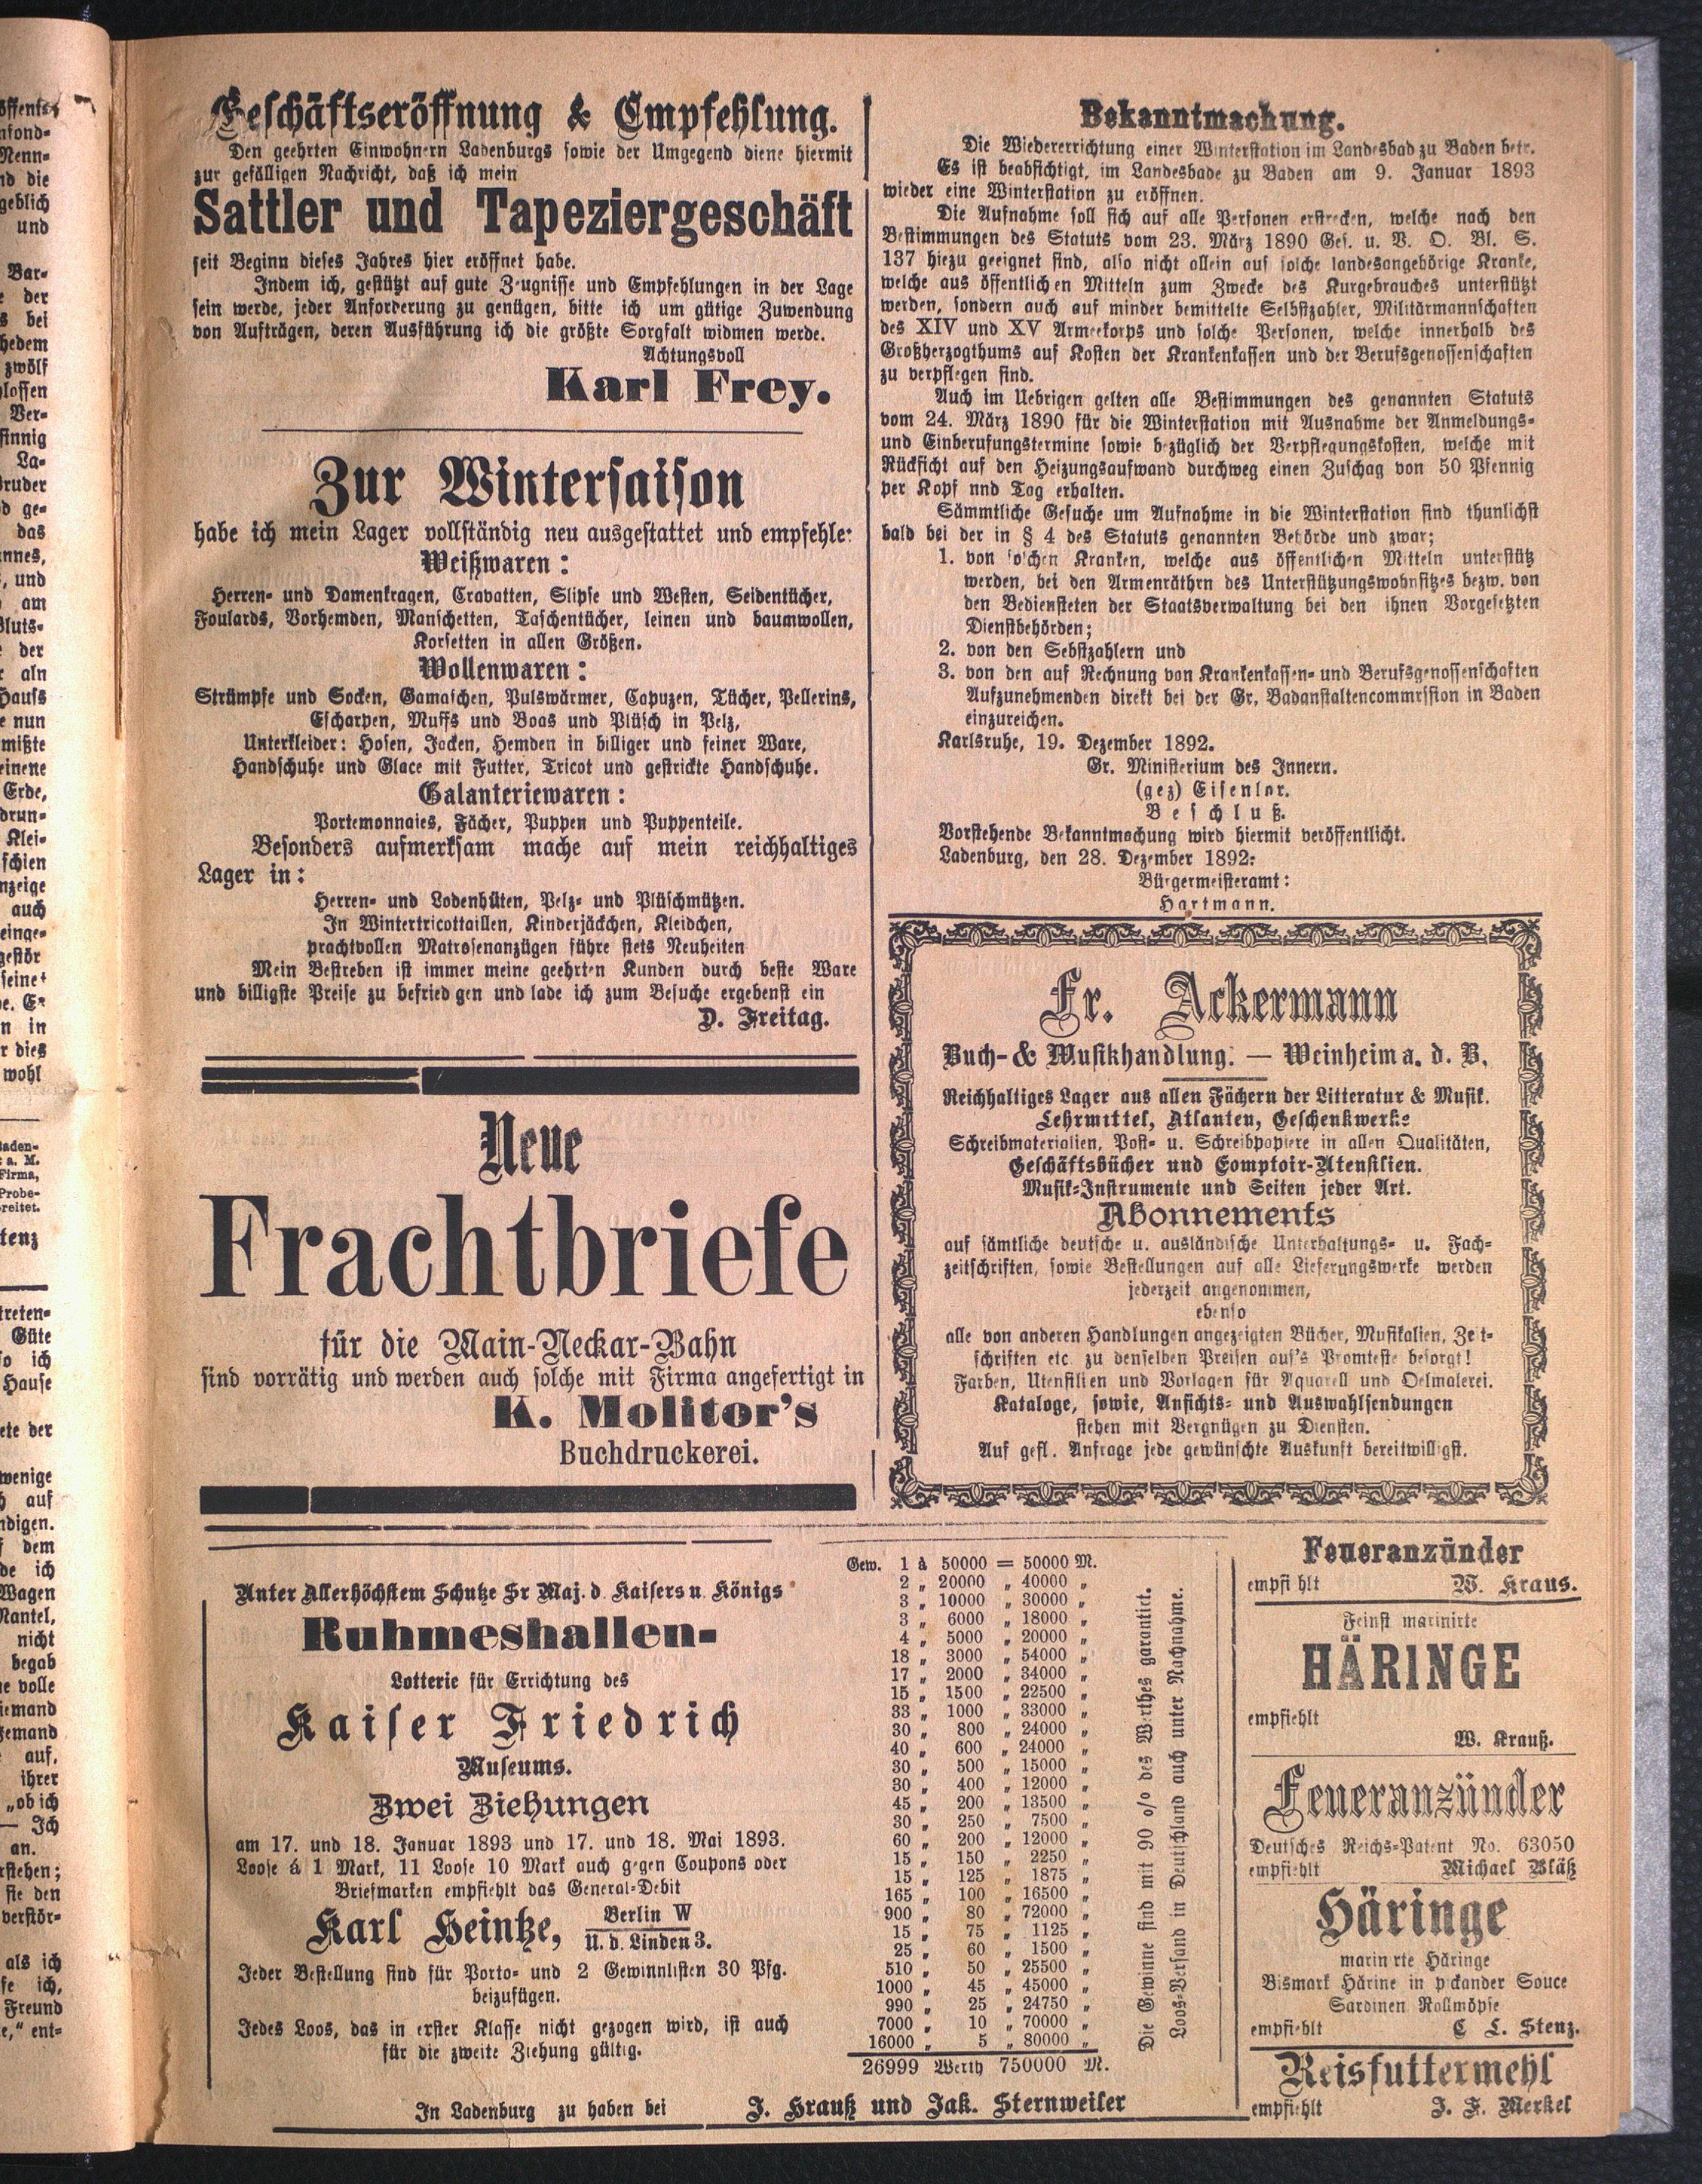 Geschäftseröffnung & Empfehlung.
Den geehrten Einwohnern Ladenburgs sowie der Umgegend diene hiermit
zur gefälligen Nachricht, daß ich mein
Sattler und Tapeziergeschäft
seit Beginn dieses Jahres hier eröffnet habe.
Indem ich, gestützt auf gute Zeugnisse und Empfehlungen in der Lage
sein werde, jeder Anforderung zu genügen, bitte ich um gütige Zuwendung
von Aufträgen, deren Ausführung ich die größte Sorgfalt widmen werde.
Achtungsvoll
Karl Frey.
Zur Wintersaison
habe ich mein Lager vollständig neu ausgestattet und empfehle:
Weißwaren:
Herren- und Damenkragen, Cravatten, Slipse und Westen, Seidentücher,
Foulards, Vorhemden, Manschetten, Taschentücher, leinen und baumwollen,
Korsetten in allen Größen.
Wollenwaren:
Strümpfe und Socken, Gamaschen, Pulswärmer, Capuzen, Tücher, Pellerins,
Escharpen, Muffs und Boas und Plüsch in Pelz,
Unterkleider: Hosen, Jacken, Hemden in billiger und feiner Ware,
Handschuhe und Glace mit Futter, Tricot und gestrickte Handschuhe.
Galanteriewaren:
Portemonnaies, Fächer, Puppen und Puppenteile.
Besonders aufmerksam mache auf mein reichhaltiges
Lager in:
Herren- und Lodenhüten, Pelz- und Plüschmützen.
In Wintertricottaillen, Kinderjäckchen, Kleidchen,
prachtvollen Matrosenanzügen führe stets Neuheiten
Mein Bestreben ist immer meine geehrten Kunden durch beste Ware
und billigste Preise zu befried gen und lade ich zum Besuche ergebenst ein
D. Freitag.
Neue
Frachtbriefe
für die Main-Neckar-Bahn
sind vorrätig und werden auch solche mit Firma angefertigt in
K. Molitor's
Buchdruckerei.
Bekanntmachung.
Die Wiedererrichtung einer Winterstation im Landesbad zu Baden betr.
Es ist beabsichtigt, im Landesbade zu Baden am 9. Januar 1893
wieder eine Winterstation zu eröffnen.
Die Aufnahme soll sich auf alle Personen erstrecken, welche nach den
Bestimmungen des Statuts vom 23. März 1890 Ges. u. V. O. Bl. S.
137 hiezu geeignet sind, also nicht allein auf solche landesangehörige Kranke,
welche aus öffentlichen Mitteln zum Zwecke des Kurgebrauches unterstützt
werden, sondern auch auf minder bemittelte Selbstzahler, Militärmannschaften
des XIV und XV Armeekorps und solche Personen, welche innerhalb des
Großherzogthums auf Kosten der Krankenkassen und der Berufsgenossenschaften
zu verpflegen sind.
Auch im Uebrigen gelten alle Bestimmungen des genannten Statuts
vom 24. März 1890 für die Winterstation mit Ausnahme der Anmeldungs-
und Einberufungstermine sowie bezüglich der Verpflegungskosten, welche mit
Rücksicht auf den Heizungsaufwand durchweg einen Zuschag von 50 Pfennig
per Kopf nnd Tag erhalten.
Sämmtliche Gesuche um Aufnahme in die Winterstation sind thunlichst
bald bei der in § 4 des Statuts genannten Behörde und zwar;
1. von solchen Kranken, welche aus öffentlichen Mitteln unterstütz
werden, bei den Armenräthrn des Unterstützungswohnsitzes bezw. von
den Bediensteten der Staatsverwaltung bei den ihnen Vorgesetzten
Dienstbehörden;
2. von den Sebstzahlern und
3. von den auf Rechnung von Krankenkassen- und Berufsgenossenschaften
Aufzunehmenden direkt bei der Gr, Badanstaltencommission in Baden
einzureichen.
Karlsruhe, 19. Dezember 1892.
Gr. Ministerium des Innern.
(gez) Eisenlor.
Beschluß.
Vorstehende Bekanntmachung wird hiermit veröffentlicht.
Ladenburg, den 28. Dezember 1892:
Bürgermeisteramt:
Hartmann.
Fr. Ackermann
Buch- & Musikhandlung. — Weinheim a. d. B.
Reichhaltiges Lager aus allen Fächern der Litteratur & Musik.
Lehrmittel, Atlanten, Geschenkwerke
Schreibmaterialien, Post- u. Schreibpapiere in allen Qualitäten,
Geschäftsbücher und Comptoir-Utensilien.
Musik-Instrumente und Seiten jeder Art.
Abonnements
auf sämtliche deutsche u. ausländische Unterhaltungs- u. Fach-
zeitschriften, sowie Bestellungen auf alle Lieferungswerke werden
jederzeit angenommen,
ebenso
alle von anderen Handlungen angezeigten Bücher, Musikalien, Zeit-
schriften etc. zu denselben Preisen auf's Promteste besorgt!
Farben, Utensilien und Vorlagen für Aquarell und Oelmalerei.
Kataloge, sowie, Ansichts- und Auswahlsendungen
stehen mit Vergnügen zu Diensten.
Auf gefl. Anfrage jede gewünschte Auskunft bereitwilligst.
Unter Allerhöchstem Schutze Sr Maj. d. Kaisers u. Königs
Ruhmeshallen-
Lotterie für Errichtung des
Kaiser Friedrich
Museums.
Zwei Ziehungen
am 17. und 18. Januar 1893 und 17. und 18. Mai 1893.
Loose á 1 Mark, 11 Loose 10 Mark auch gegen Coupons oder
Briefmarken empfiehlt das General-Debit
Karl Heintze,
Berlin W
U. d. Linden 3.
Jeder Bestellung sind für Porto- und 2 Gewinnlisten 30 Pfg.
beizufügen.
Jedes Loos, das in erster Klasse nicht gezogen wird, ist auch
für die zweite Ziehung gültig.
Gew. 1 à 50000 = 50000 M.
2 „ 20000 „ 40000 „
3 „ 10000 „ 30000 „
3 „ 6000 „ 18000 „
4 „ 5000 „ 20000 „
18 „ 3000 „ 54000 „
17 „ 2000 „ 34000 „
15 „ 1500 „ 22500 „
33 „ 1000 „ 33000 „
30 „ 800 „ 24000 „
40 „ 600 „ 24000 „
30 „ 500 „ 15000 „
30 „ 400 „ 12000 „
45 „ 200 „ 13500 „
30 „ 250 „ 7500 „
60 „ 200 „ 12000 „
15 „ 150 „ 2250 „
15 „ 125 „ 1875 „
165 „ 100 „ 16500 „
900 „ 80 „ 72000 „
15 „ 75 „ 1125 „
25 „ 60 „ 1500 „
510 „ 50 „ 25500 „
1000 „ 45 „ 45000 „
990 „ 25 „ 24750 „
7000 „ 10 „ 70000 „
16000 „ 5 „ 80000 „
26999 Werth 750000 M.
Die Gewinne sind mit 90 o/o des Werthes garantirt.
Loos-Versand in Deutschland auch unter Nachnahme.
In Ladenburg zu haben bei J. Krauß und Jak. Sternweiler
Feueranzünder
empfi hlt W. Kraus.
Feinst marinirte
HÄRINGE
empfiehlt
W. Krauß.
Feueranzünder
Deutsches Reichs-Patent No. 63050
empfiehlt Michael Bläß
Häringe
marin rte Häringe
Bismark Härine in pickander Souce
Sardinen Rollmöpse
empfiehlt C L. Stenz.
Reisfuttermehl
empfiehlt J. F. Merkel